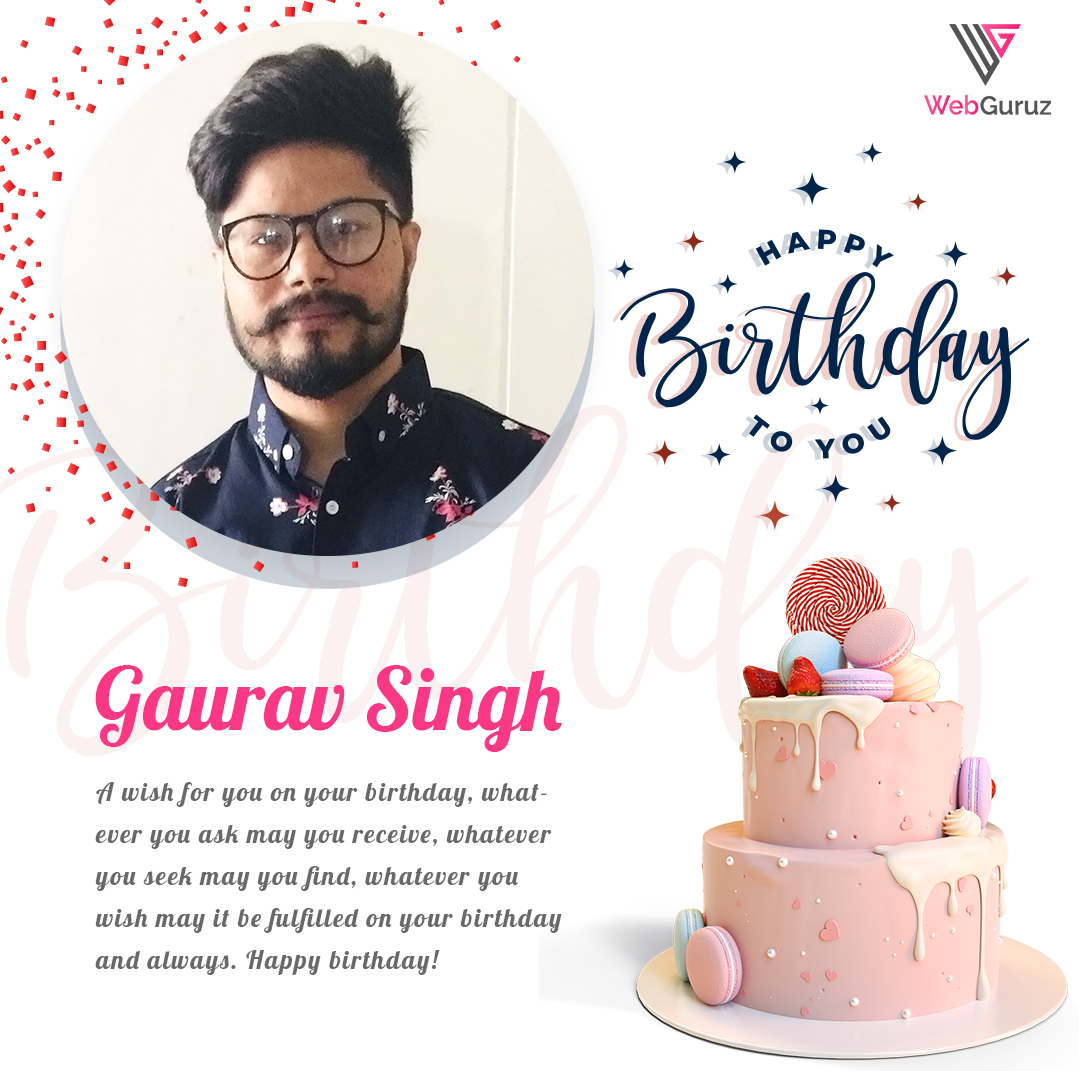 WebGuruz
HAPPY
Birthday
TO YOU
Birthday
Gaurav Singh
A wish for you on your birthday, what-
ever you ask may you receive, whatever
you seek may you find, whatever you
wish may it be fulfilled on your birthday
and always. Happy birthday!